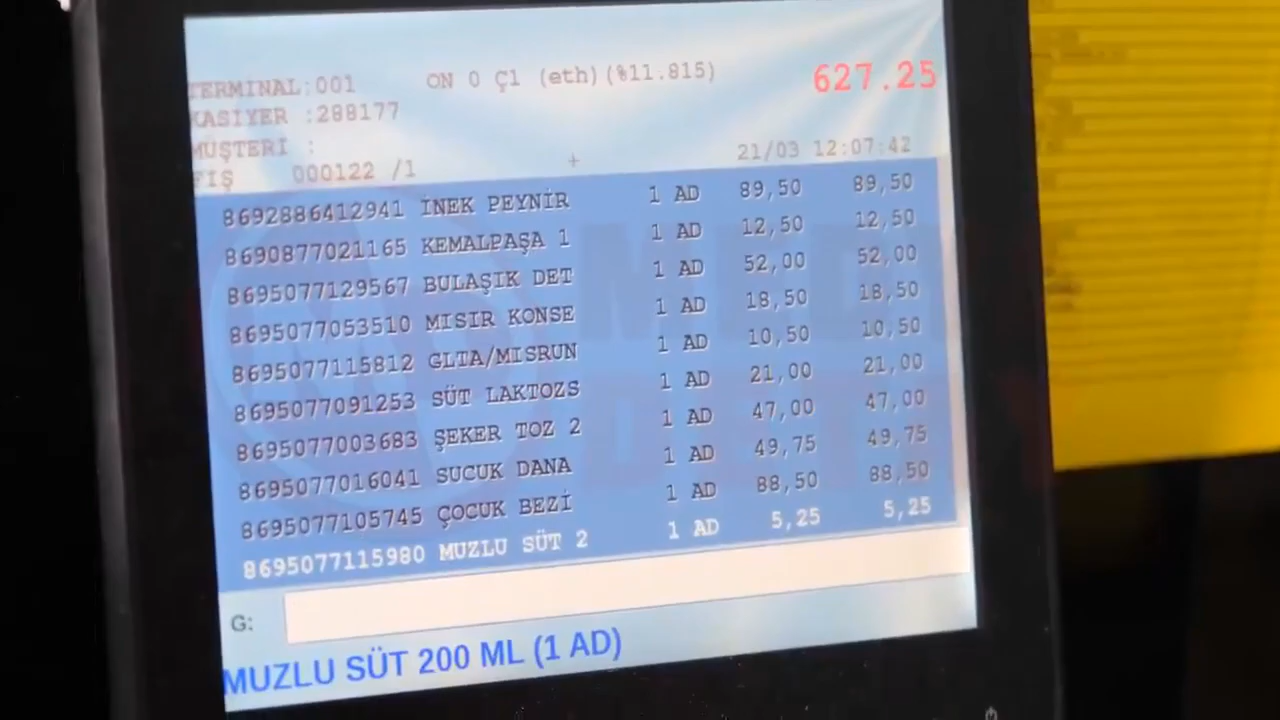 TERMINAL:001 ON 0 Ç1 (eth)(%11.815) 627.25
KASIYER :288177
MÜŞTERI :
FIŞ 000122 /1 + 21/03 12:07:42
8692886412941 İNEK PEYNİR 1 AD 89,50 89,50
8690877021165 KEMALPAŞA 1 1 AD 12,50 12,50
8695077129567 BULAŞIK DET 1 AD 52,00 52,00
8695077053510 MISIR KONSE 1 AD 18,50 18,50
8695077115812 GLTA/MISRUN 1 AD 10,50 10,50
8695077091253 SÜT LAKTOZS 1 AD 21,00 21,00
8695077003683 ŞEKER TOZ 2 1 AD 47,00 47,00
8695077016041 SUCUK DANA 1 AD 49,75 49,75
8695077105745 ÇOCUK BEZİ 1 AD 88,50 88,50
8695077115980 MUZLU SÜT 2 1 AD 5,25 5,25
G:
MUZLU SÜT 200 ML (1 AD)